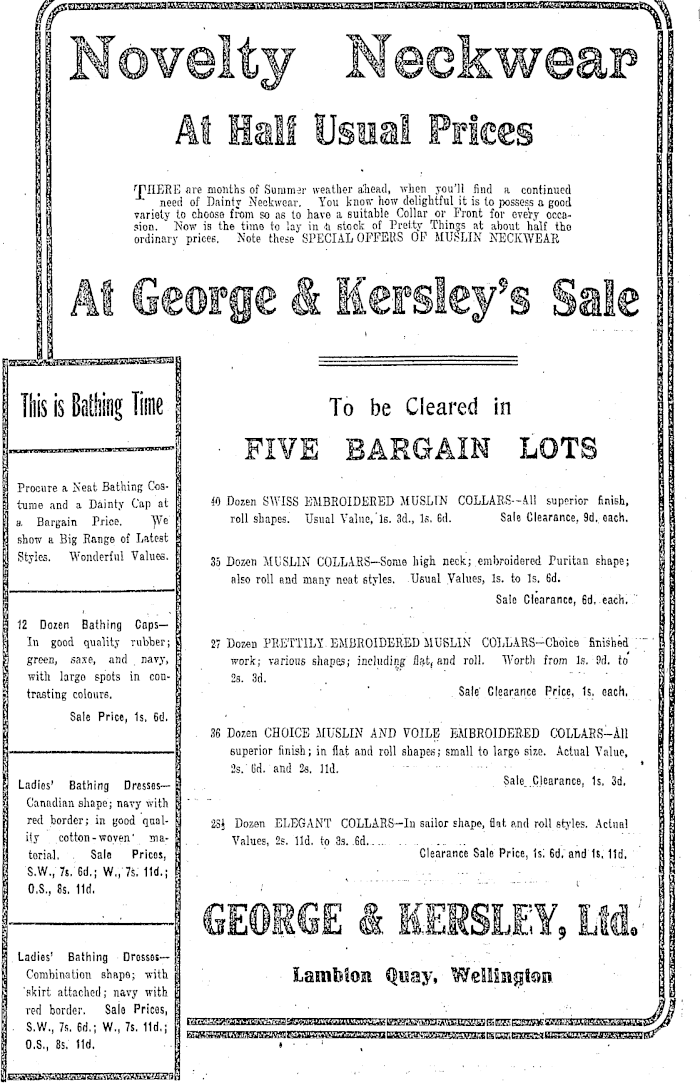 Novelty Neckwear
At Half Usual Prices
THERE are months of Summer weather ahead, when you'll find a continued
need of Dainty Neckwear. You know how delightful it is to possess a good
variety to choose from so as to have a suitable Collar or Front for every occa-
sion. Now is the time to lay in a stock of Pretty Things at about half the
ordinary prices. Note these SPECIAL OFFERS OF MUSLIN NECKWEAR
At George & Kersley's Sale
This is Bathing Time
Procure a Neat Bathing Cos-
tume and a Dainty Cap at
a Bargain Price. We
show a Big Range of Latest
Styles. Wonderful Values.
12 Dozen Bathing Caps—
In good quality rubber;
green, saxe, and navy,
with large spots in con-
trasting colours.
Sale Price, 1s. 6d.
Ladies' Bathing Dresses—
Canadian shape; navy with
red border; in good qual-
ity cotton-woven ma-
terial. Sale Prices,
S.W., 7s. 6d.; W., 7s. 11d.;
O.S., 8s. 11d.
Ladies' Bathing Dresses—
Combination shape; with
skirt attached; navy with
red border. Sale Prices,
S.W., 7s. 6d.; W., 7s. 11d.;
O.S., 8s. 11d.
To be Cleared in
FIVE BARGAIN LOTS
40 Dozen SWISS EMBROIDERED MUSLIN COLLARS—All superior finish,
roll shapes. Usual Value, 1s. 3d., 1s. 6d. Sale Clearance, 9d. each.
35 Dozen MUSLIN COLLARS—Some high neck; embroidered Puritan shape;
also roll and many neat styles. Usual Values, 1s. to 1s. 6d.
Sale Clearance, 6d. each.
27 Dozen PRETTILY EMBROIDERED MUSLIN COLLARS—Choice finished
work; various shapes; including flat, and roll. Worth from 1s. 9d. to
2s. 3d.
Sale Clearance Price, 1s. each.
36 Dozen CHOICE MUSLIN AND VOILE EMBROIDERED COLLARS—All
superior finish; in flat and roll shapes; small to large size. Actual Value,
2s. 6d. and 2s. 11d.
Sale Clearance, 1s. 3d.
28½ Dozen ELEGANT COLLARS—In sailor shape, flat and roll styles. Actual
Values, 2s. 11d. to 3s. 6d.
Clearance Sale Price, 1s. 6d. and 1s. 11d.
GEORGE & KERSLEY, Ltd.
Lambton Quay, Wellington